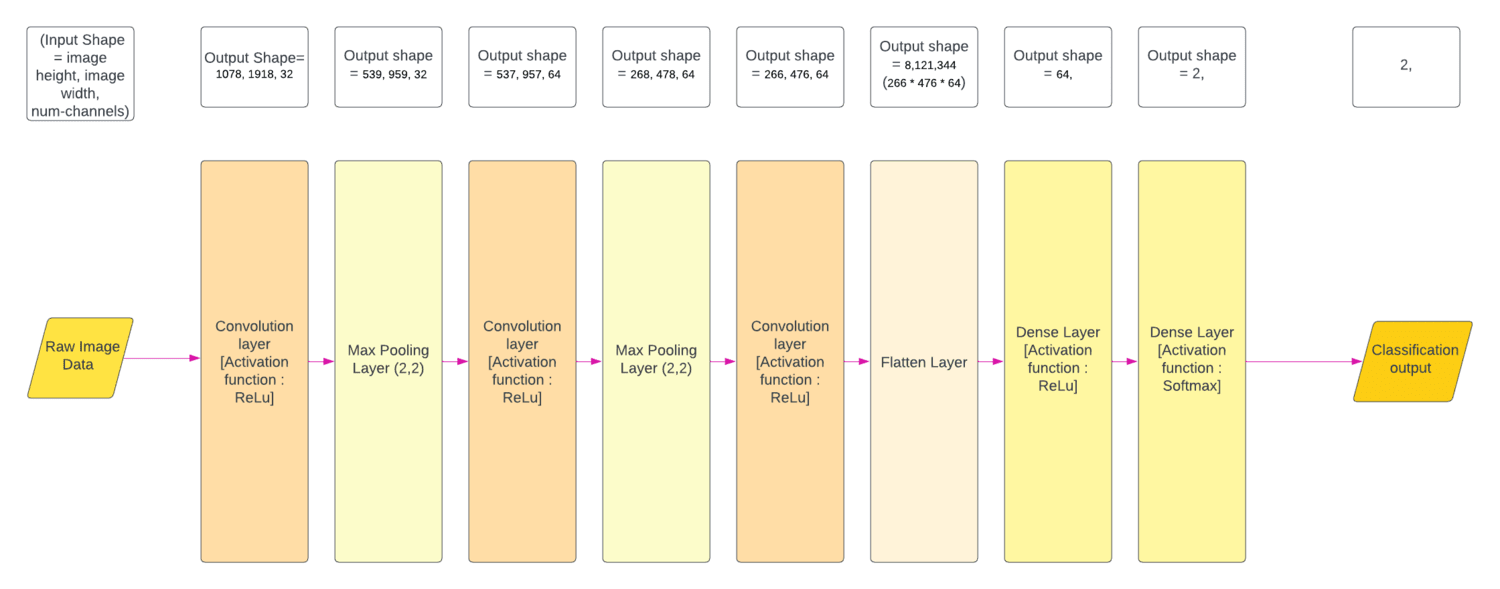 (Input Shape
= image
height, image
width,
num-channels)
Output Shape=
1078, 1918, 32
Output shape
= 539, 959, 32
Output shape
= 537, 957, 64
Output shape
= 268, 478, 64
Output shape
= 266, 476, 64
Output shape
= 8,121,344
(266 * 476 * 64)
Output shape
= 64,
Output shape
= 2,
2,
Raw Image
Data
Convolution
layer
[Activation
function :
ReLu]
Max Pooling
Layer (2,2)
Convolution
layer
[Activation
function :
ReLu]
Max Pooling
Layer (2,2)
Convolution
layer
[Activation
function :
ReLu]
Flatten Layer
Dense Layer
[Activation
function :
ReLu]
Dense Layer
[Activation
function :
Softmax]
Classification
output